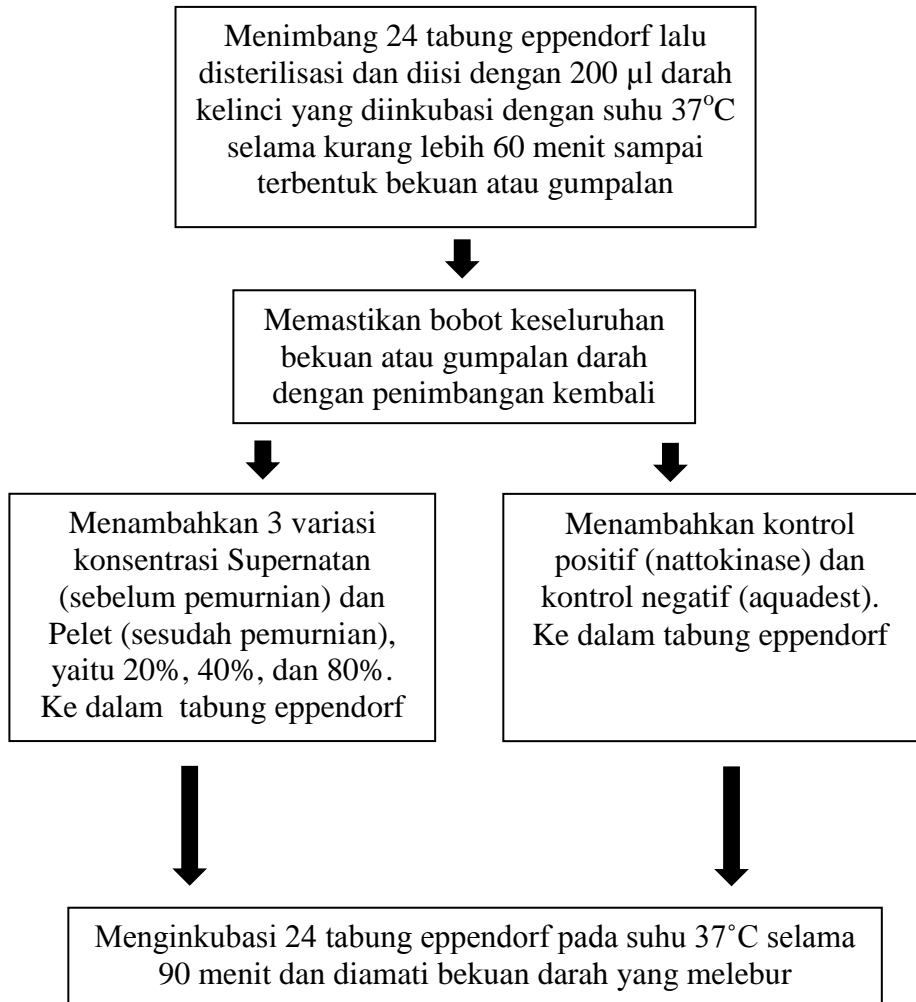 Menimbang 24 tabung eppendorf lalu
disterilisasi dan diisi dengan 200 µl darah
kelinci yang diinkubasi dengan suhu 37°C
selama kurang lebih 60 menit sampai
terbentuk bekuan atau gumpalan
Memastikan bobot keseluruhan
bekuan atau gumpalan darah
dengan penimbangan kembali
Menambahkan 3 variasi
konsentrasi Supernatan
(sebelum pemurnian) dan
Pelet (sesudah pemurnian),
yaitu 20%, 40%, dan 80%.
Ke dalam tabung eppendorf
Menambahkan kontrol
positif (nattokinase) dan
kontrol negatif (aquadest).
Ke dalam tabung eppendorf
Menginkubasi 24 tabung eppendorf pada suhu 37˚C selama
90 menit dan diamati bekuan darah yang melebur